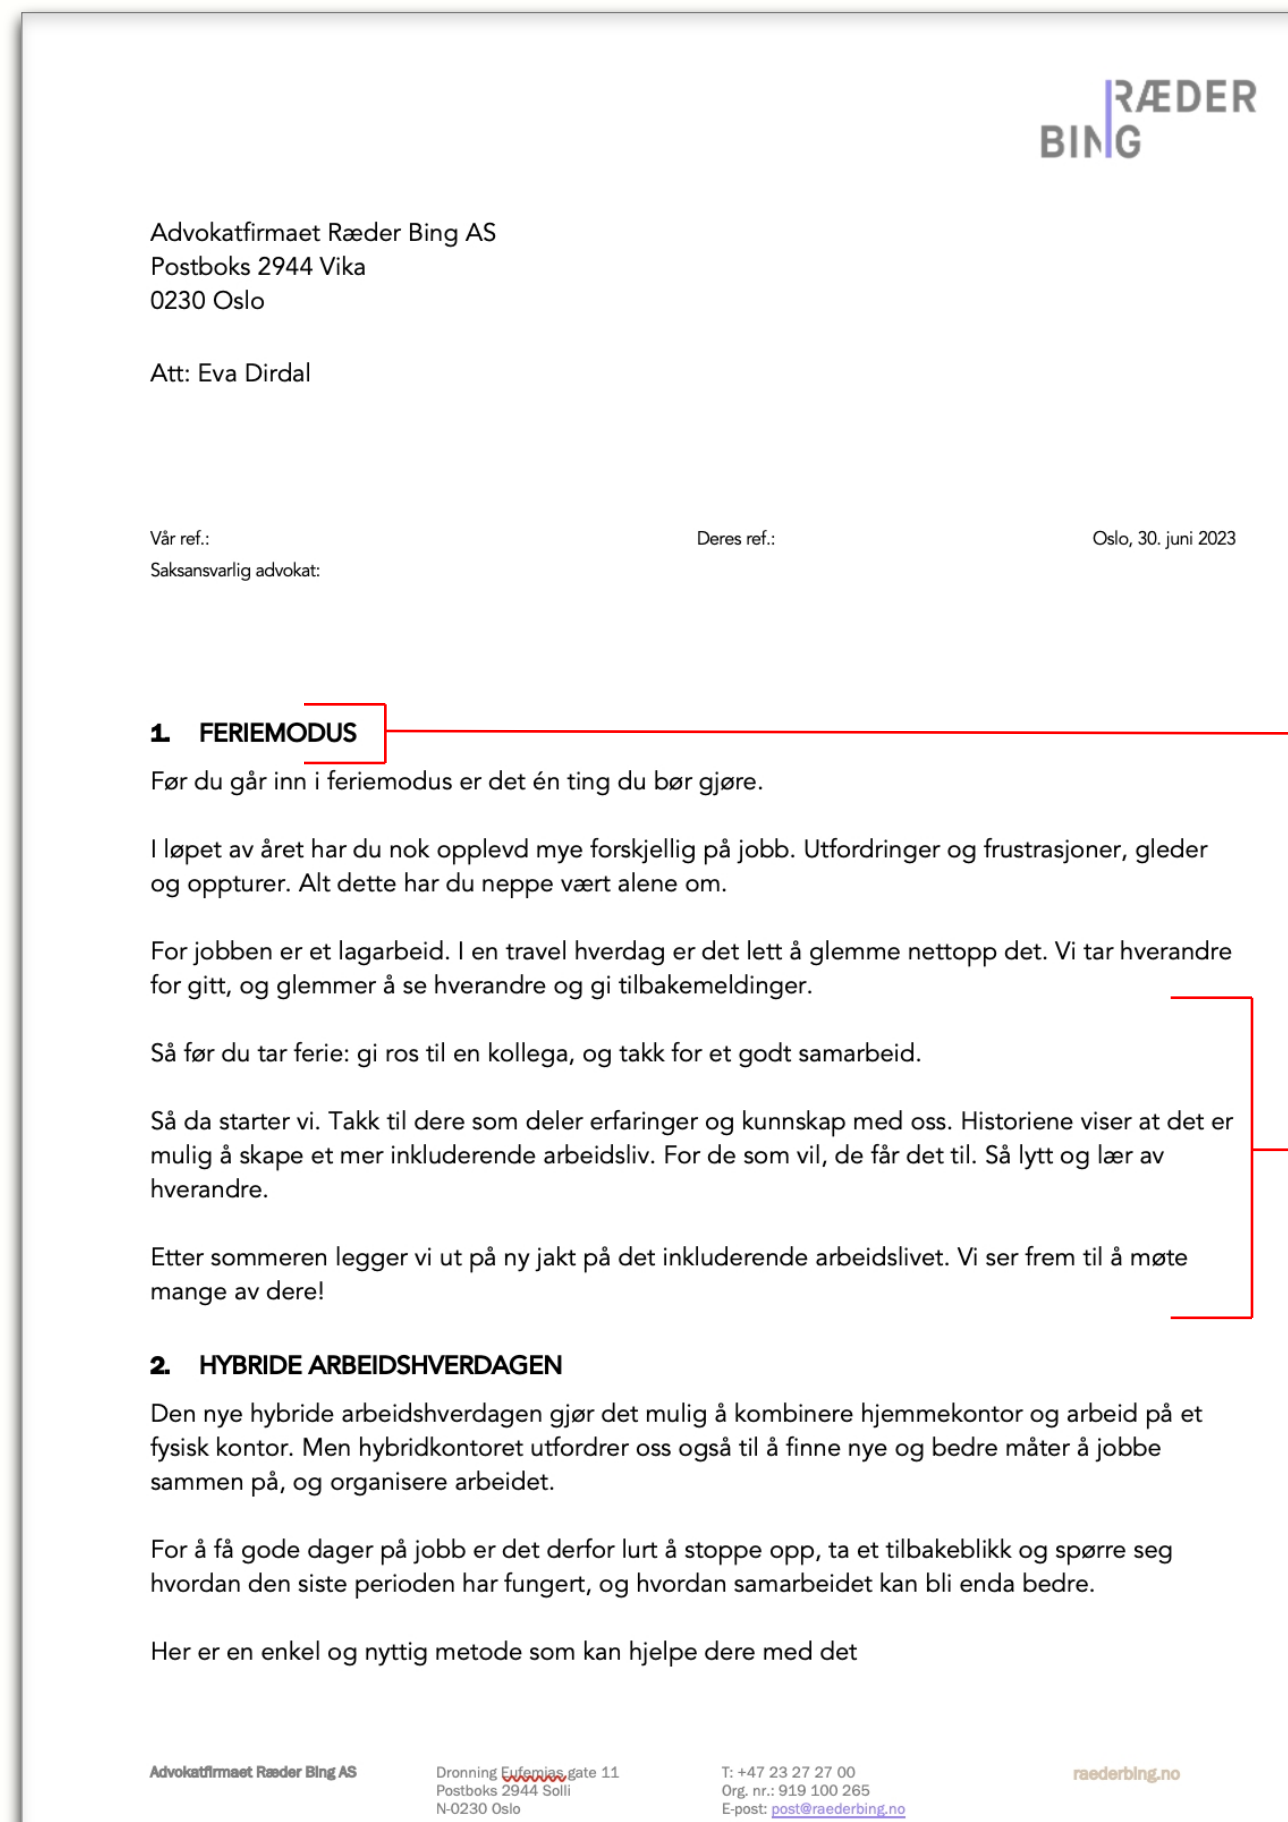 RÆDER
BING
Advokatfirmaet Ræder Bing AS
Postboks 2944 Vika
0230 Oslo
Att: Eva Dirdal
Vår ref.: Deres ref.: Oslo, 30. juni 2023
Saksansvarlig advokat:
1. FERIEMODUS
Før du går inn i feriemodus er det én ting du bør gjøre.
I løpet av året har du nok opplevd mye forskjellig på jobb. Utfordringer og frustrasjoner, gleder
og oppturer. Alt dette har du neppe vært alene om.
For jobben er et lagarbeid. I en travel hverdag er det lett å glemme nettopp det. Vi tar hverandre
for gitt, og glemmer å se hverandre og gi tilbakemeldinger.
Så før du tar ferie: gi ros til en kollega, og takk for et godt samarbeid.
Så da starter vi. Takk til dere som deler erfaringer og kunnskap med oss. Historiene viser at det er
mulig å skape et mer inkluderende arbeidsliv. For de som vil, de får det til. Så lytt og lær av
hverandre.
Etter sommeren legger vi ut på ny jakt på det inkluderende arbeidslivet. Vi ser frem til å møte
mange av dere!
2. HYBRIDE ARBEIDSHVERDAGEN
Den nye hybride arbeidshverdagen gjør det mulig å kombinere hjemmekontor og arbeid på et
fysisk kontor. Men hybridkontoret utfordrer oss også til å finne nye og bedre måter å jobbe
sammen på, og organisere arbeidet.
For å få gode dager på jobb er det derfor lurt å stoppe opp, ta et tilbakeblikk og spørre seg
hvordan den siste perioden har fungert, og hvordan samarbeidet kan bli enda bedre.
Her er en enkel og nyttig metode som kan hjelpe dere med det
Advokatfirmaet Ræder Bing AS Dronning Eufemias gate 11 T: +47 23 27 27 00 raederbing.no
Postboks 2944 Solli Org. nr.: 919 100 265
N-0230 Oslo E-post: post@raederbing.no